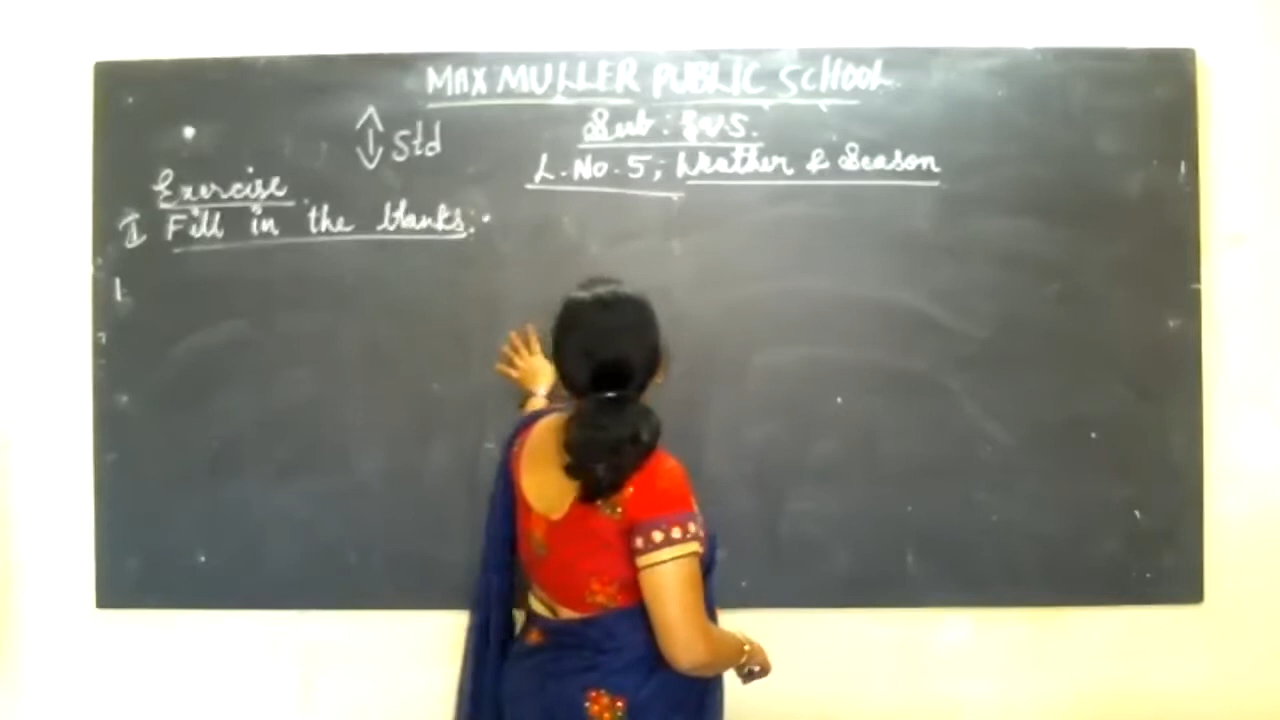 MAX MULLER PUBLIC SCHOOL
I Std
Sub: EVS.
L.No.5; Weather & Season
Exercise
I Fill in the blanks:-
1.